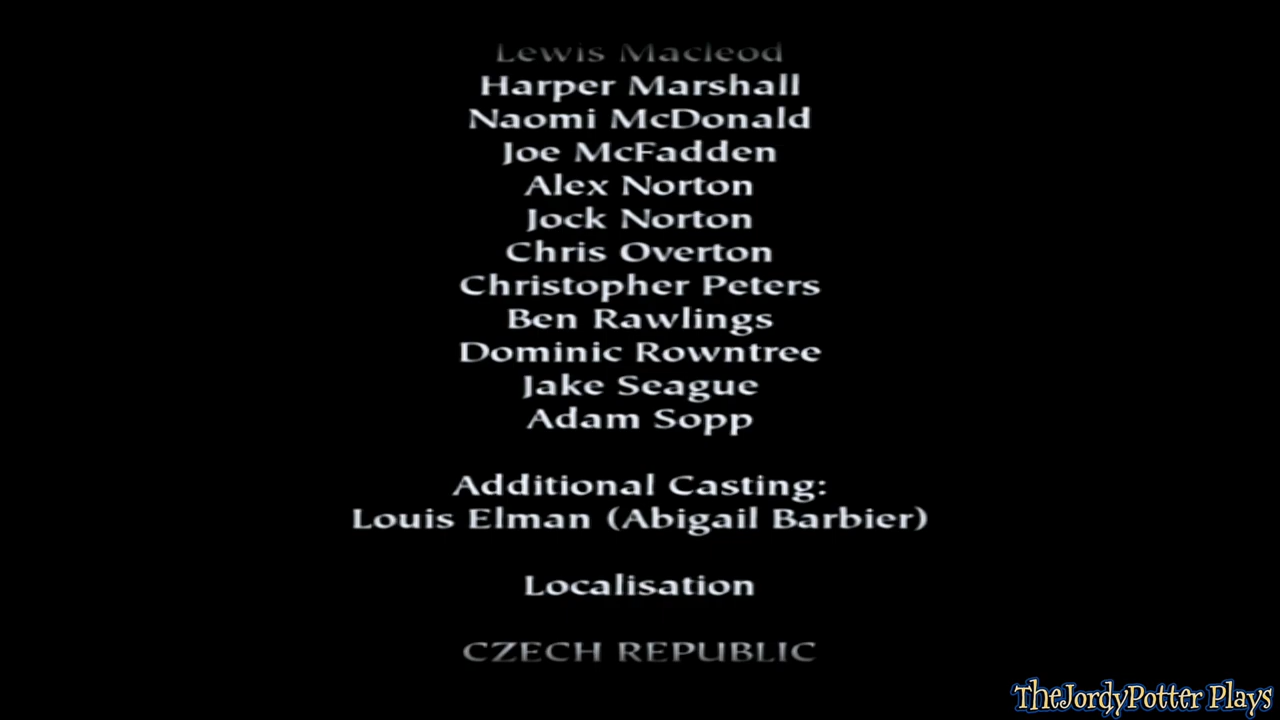 Lewis Macleod
Harper Marshall
Naomi McDonald
Joe McFadden
Alex Norton
Jock Norton
Chris Overton
Christopher Peters
Ben Rawlings
Dominic Rowntree
Jake Seague
Adam Sopp
Additional Casting:
Louis Elman (Abigail Barbier)
Localisation
CZECH REPUBLIC
TheJordyPotter Plays